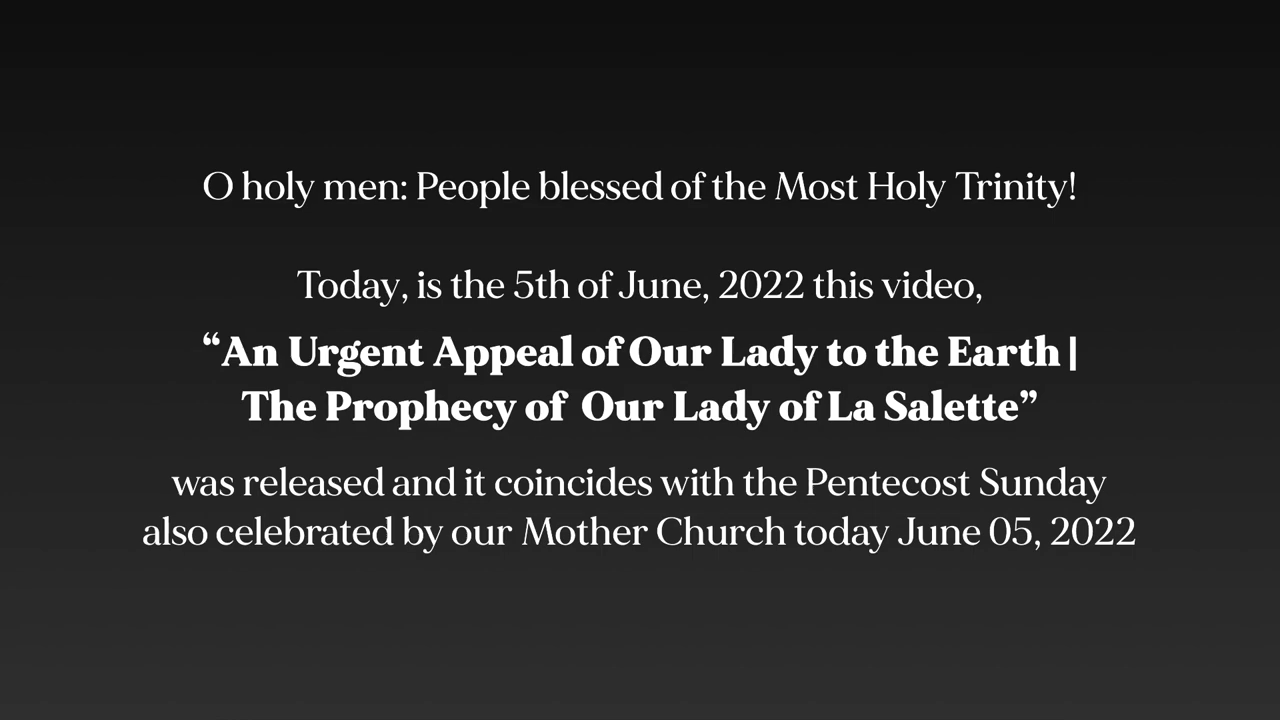 O holy men: People blessed of the Most Holy Trinity!
Today, is the 5th of June, 2022 this video,
“An Urgent Appeal of Our Lady to the Earth |
The Prophecy of Our Lady of La Salette”
was released and it coincides with the Pentecost Sunday
also celebrated by our Mother Church today June 05, 2022